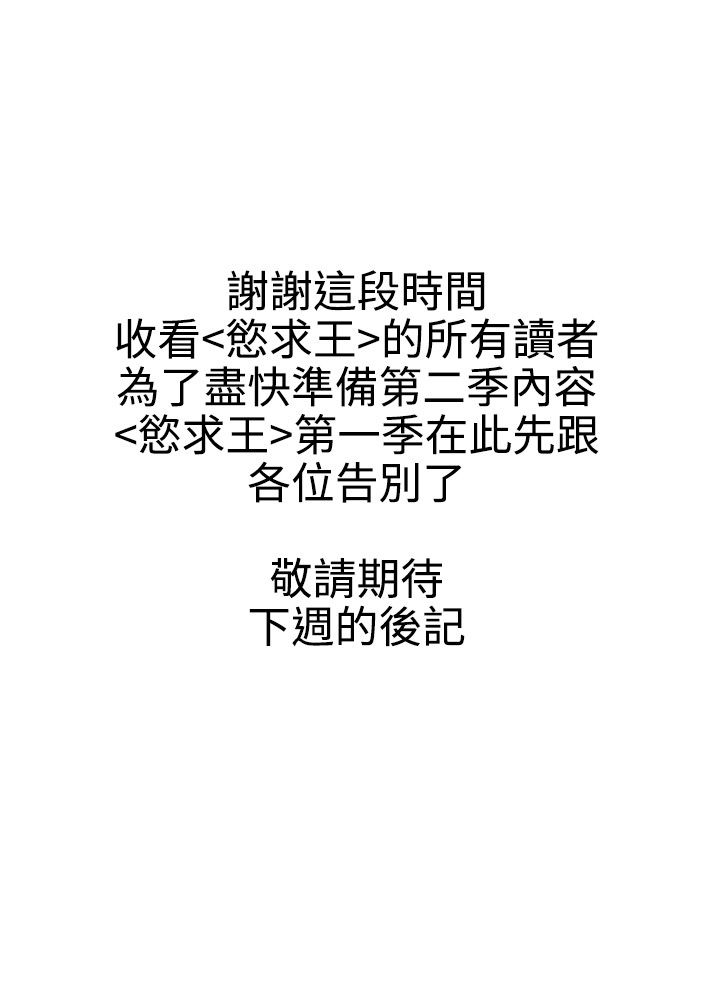 謝謝這段時間
收看<慾求王>的所有讀者
為了盡快準備第二季內容
<慾求王>第一季在此先跟
各位告別了
敬請期待
下週的後記